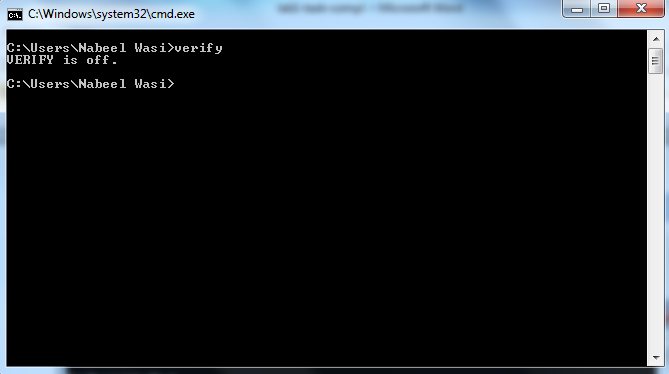 C:\Windows\system32\cmd.exe
C:\Users\Nabeel Wasi>verify
VERIFY is off.
C:\Users\Nabeel Wasi>